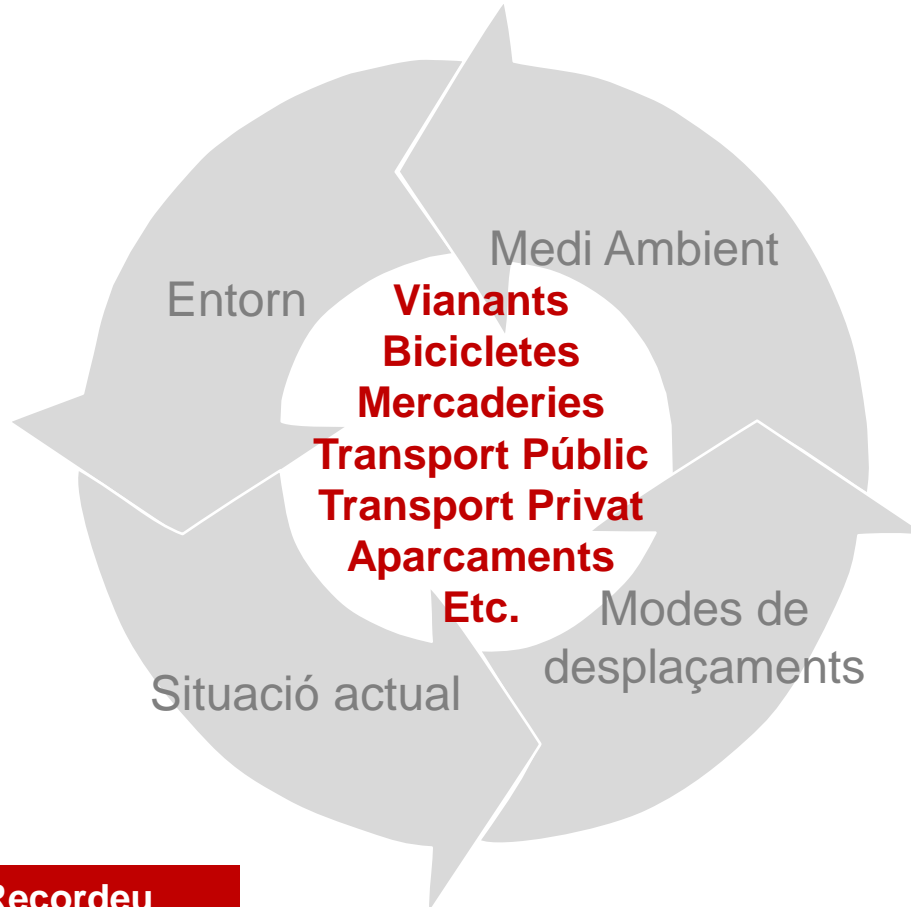 Medi Ambient
Entorn
Vianants
Bicicletes
Mercaderies
Transport Públic
Transport Privat
Aparcaments
Etc.
Modes de
desplaçaments
Situació actual
Recordeu